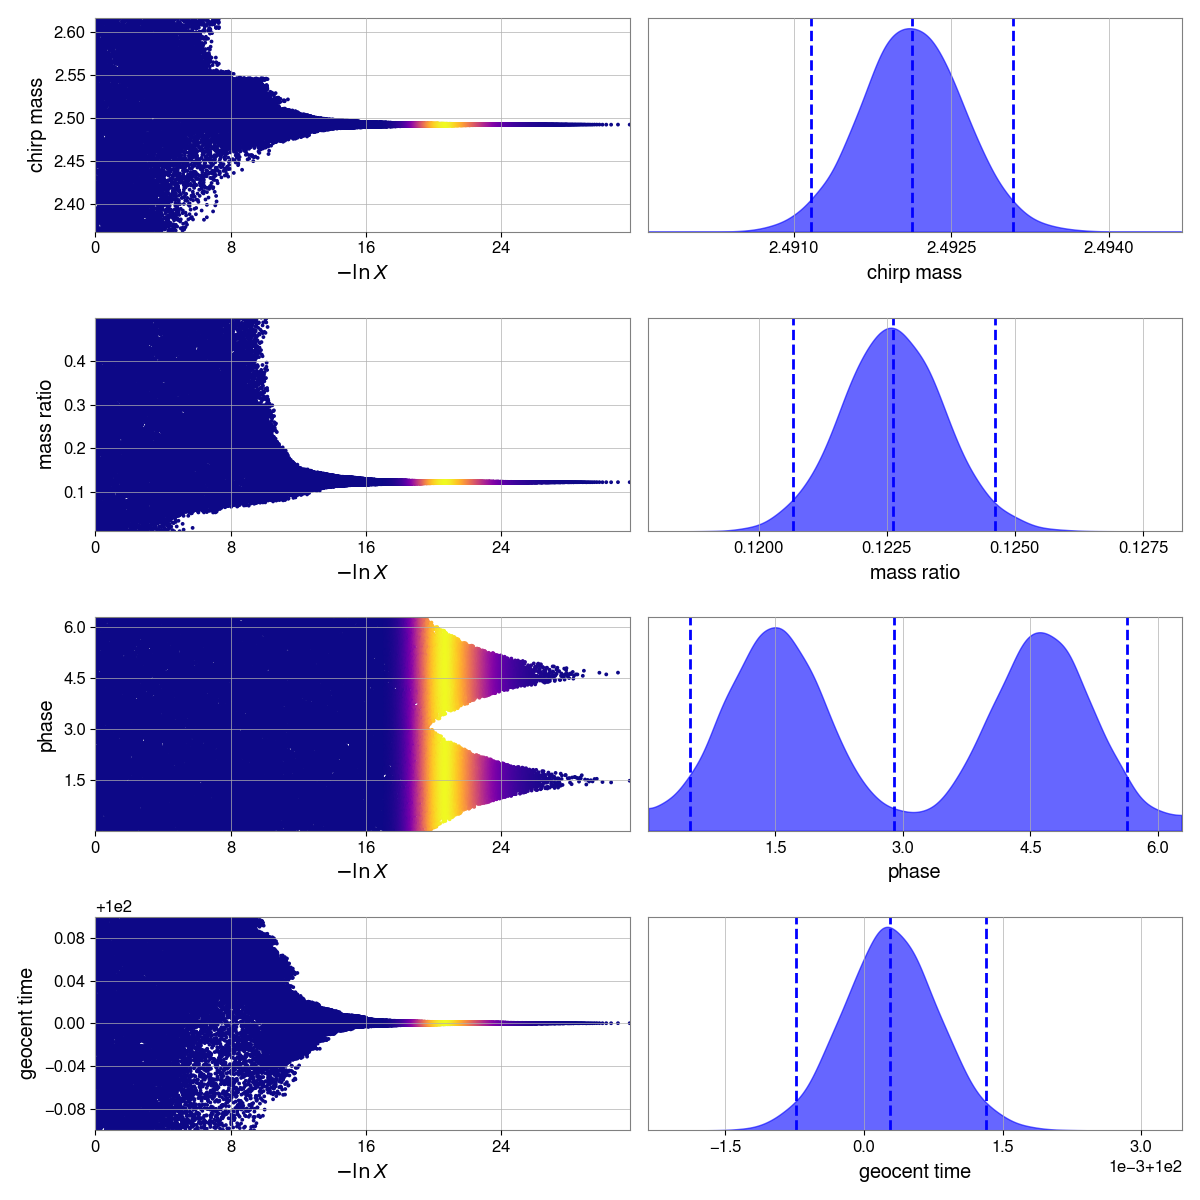 2.60
2.55
2.50
2.45
2.40
chirp mass
0 8 16 24
−ln X
2.4910 2.4925 2.4940
chirp mass
0.4
0.3
0.2
0.1
mass ratio
0 8 16 24
−ln X
0.1200 0.1225 0.1250 0.1275
mass ratio
6.0
4.5
3.0
1.5
phase
0 8 16 24
−ln X
1.5 3.0 4.5 6.0
phase
+1e2
0.08
0.04
0.00
−0.04
−0.08
geocent time
0 8 16 24
−ln X
−1.5 0.0 1.5 3.0
1e−3+1e2
geocent time